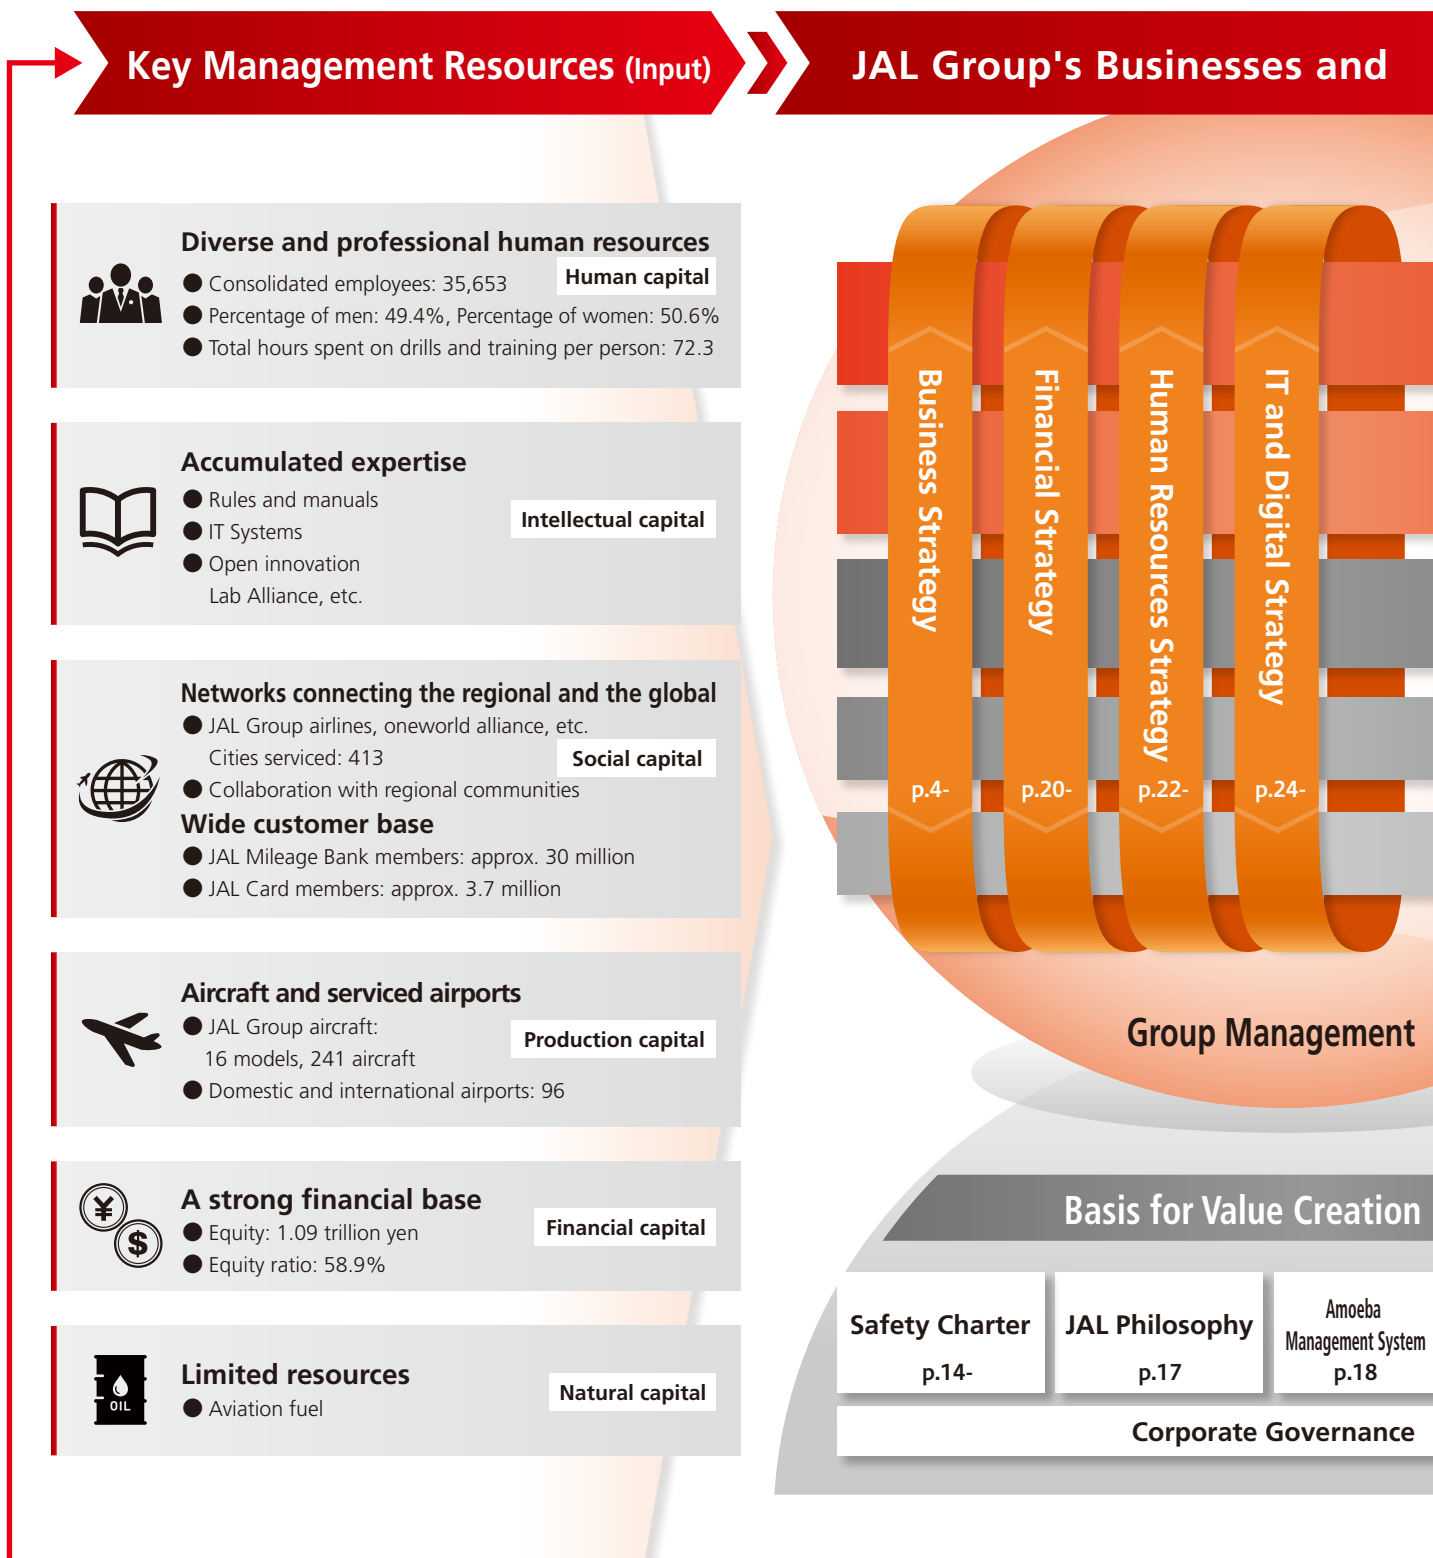 Key Management Resources (Input)
JAL Group's Businesses and
Diverse and professional human resources
Human capital
● Consolidated employees: 35,653
● Percentage of men: 49.4%, Percentage of women: 50.6%
● Total hours spent on drills and training per person: 72.3
Accumulated expertise
● Rules and manuals
Intellectual capital
● IT Systems
● Open innovation
Lab Alliance, etc.
Networks connecting the regional and the global
● JAL Group airlines, oneworld alliance, etc.
Cities serviced: 413
Social capital
● Collaboration with regional communities
Wide customer base
● JAL Mileage Bank members: approx. 30 million
● JAL Card members: approx. 3.7 million
Aircraft and serviced airports
● JAL Group aircraft:
16 models, 241 aircraft
Production capital
● Domestic and international airports: 96
¥
$
A strong financial base
● Equity: 1.09 trillion yen
Financial capital
● Equity ratio: 58.9%
OIL
Limited resources
Natural capital
● Aviation fuel
Business Strategy
p.4-
Financial Strategy
p.20-
Human Resources Strategy
p.22-
IT and Digital Strategy
p.24-
Group Management
Basis for Value Creation
Safety Charter
p.14-
JAL Philosophy
p.17
Amoeba
Management System
p.18
Corporate Governance